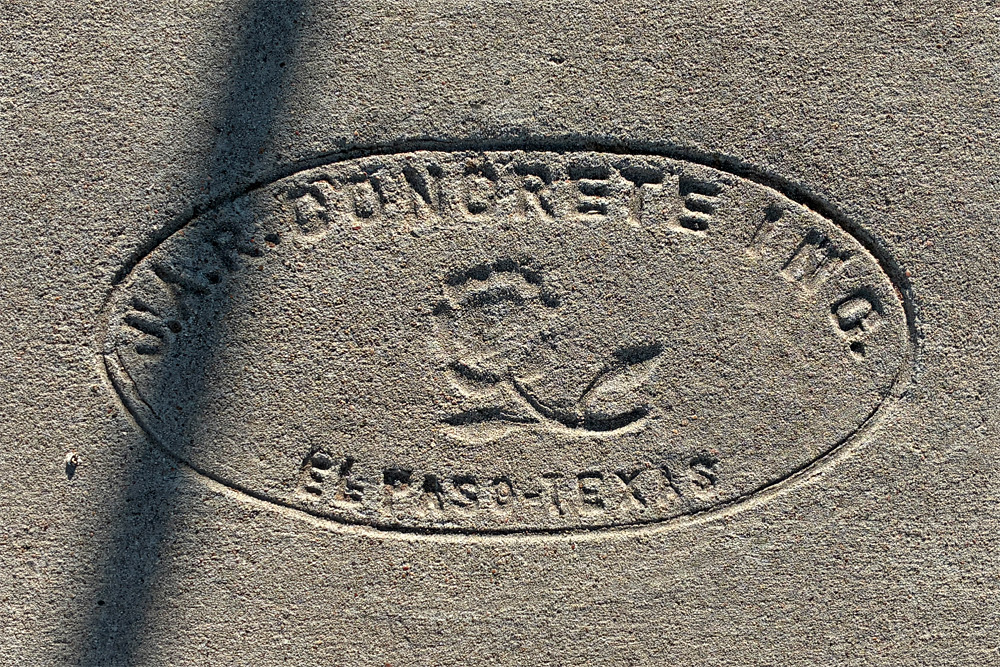 J.A.R. CONCRETE INC.
EL PASO-TEXAS